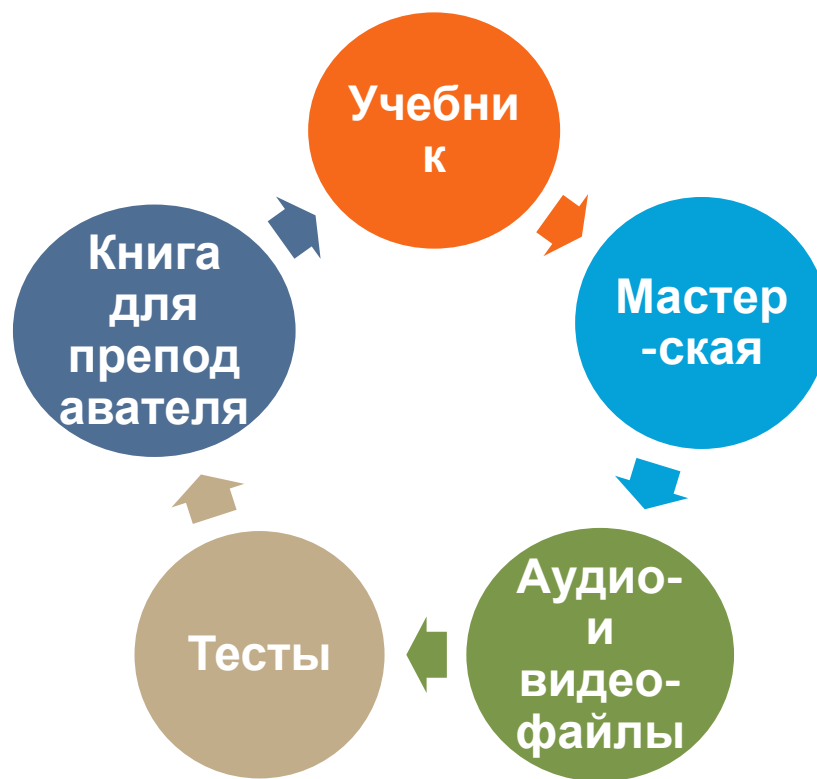 Учебни
к
Мастер
-ская
Аудио-
и
видео-
файлы
Тесты
Книга
для
препод
авателя